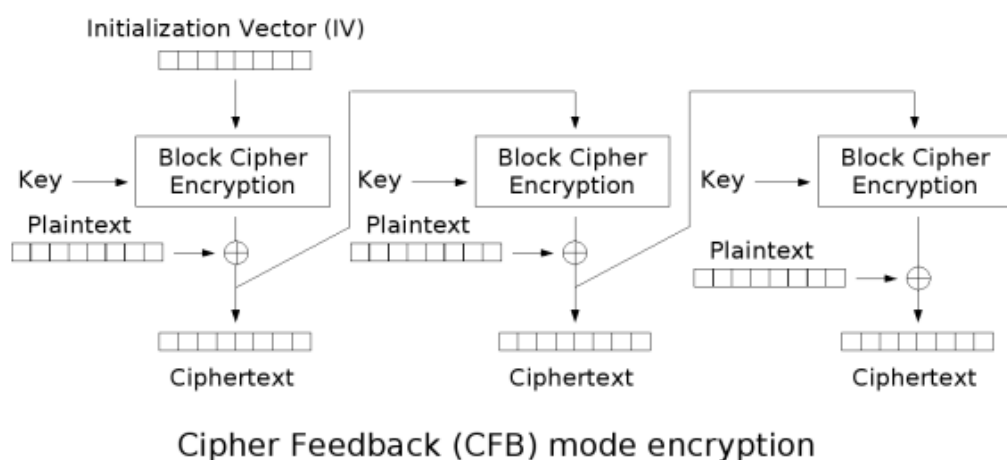 Initialization Vector (IV)
Block Cipher
Encryption
Key
Plaintext
Ciphertext
Block Cipher
Encryption
Key
Plaintext
Ciphertext
Block Cipher
Encryption
Key
Plaintext
Ciphertext
Cipher Feedback (CFB) mode encryption